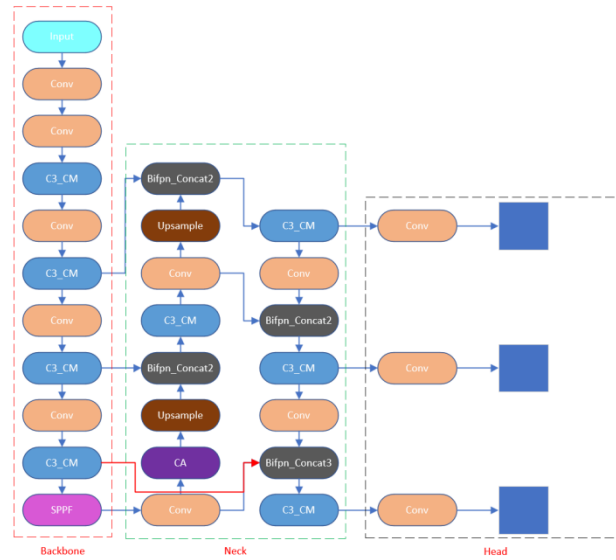 Input
Conv
Conv
C3_CM
Conv
C3_CM
Conv
C3_CM
Conv
C3_CM
SPPF
Backbone
Bifpn_Concat2
Upsample
Conv
C3_CM
Bifpn_Concat2
Upsample
CA
Conv
C3_CM
Conv
Bifpn_Concat2
C3_CM
Conv
Bifpn_Concat3
C3_CM
Neck
Conv
Conv
Conv
Head